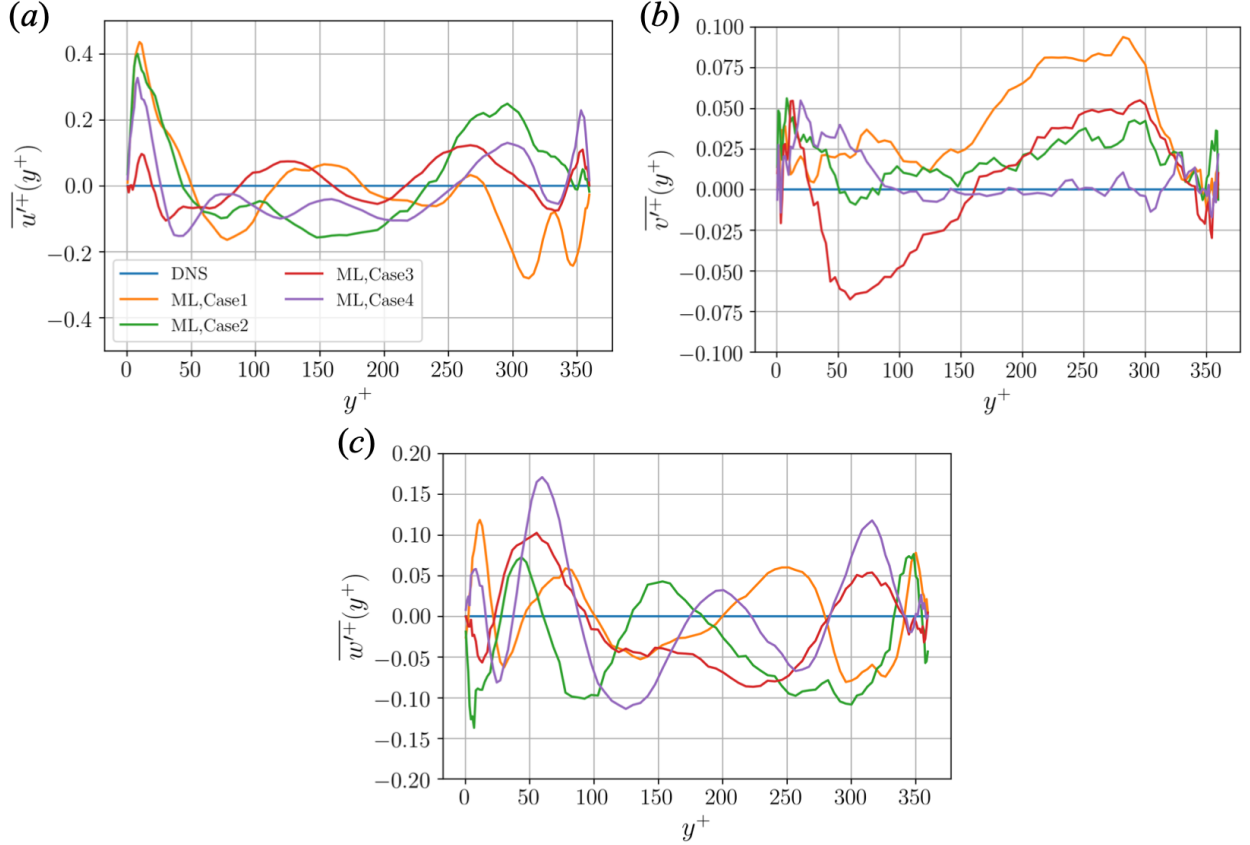 (a)
0.4
0.2
0.0
−0.2
−0.4
$\overline{u'^+}(y^+)$
DNS
ML,Case1
ML,Case2
ML,Case3
ML,Case4
0 50 100 150 200 250 300 350
y⁺
(b)
0.100
0.075
0.050
0.025
0.000
−0.025
−0.050
−0.075
−0.100
$\overline{v'^+}(y^+)$
0 50 100 150 200 250 300 350
y⁺
(c)
0.20
0.15
0.10
0.05
0.00
−0.05
−0.10
−0.15
−0.20
$\overline{w'^+}(y^+)$
0 50 100 150 200 250 300 350
y⁺